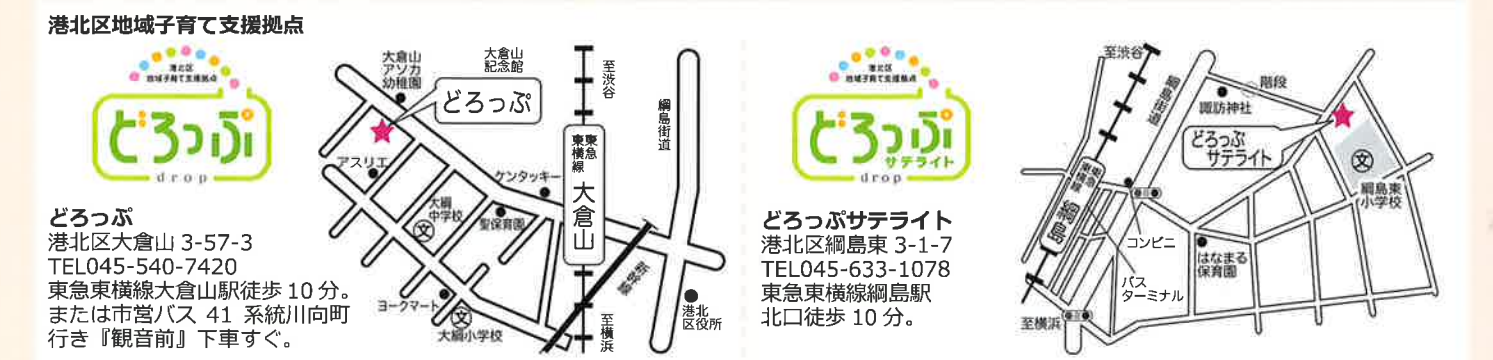 港北区地域子育て支援拠点
港北区
地域子育て支援拠点
どろっぷ
drop
どろっぷ
港北区大倉山 3-57-3
TEL045-540-7420
東急東横線大倉山駅徒歩 10 分。
または市営バス 41 系統川向町
行き『観音前』下車すぐ。
大倉山
アソカ
幼稚園
大倉山
記念館
至渋谷
どろっぷ
綱島街道
アスリエ
東急
東横線
大倉山
ケンタッキー
大綱
中学校
文
聖保育園
新幹線
ヨークマート
文
大綱小学校
至横浜
港北
区役所
港北区
地域子育て支援拠点
どろっぷ
サテライト
drop
どろっぷサテライト
港北区綱島東 3-1-7
TEL045-633-1078
東急東横線綱島駅
北口徒歩 10 分。
至渋谷
綱島街道
階段
諏訪神社
どろっぷ
サテライト
文
綱島東
小学校
東急
東横線
綱島
コンビニ
はなまる
保育園
バス
ターミナル
至横浜